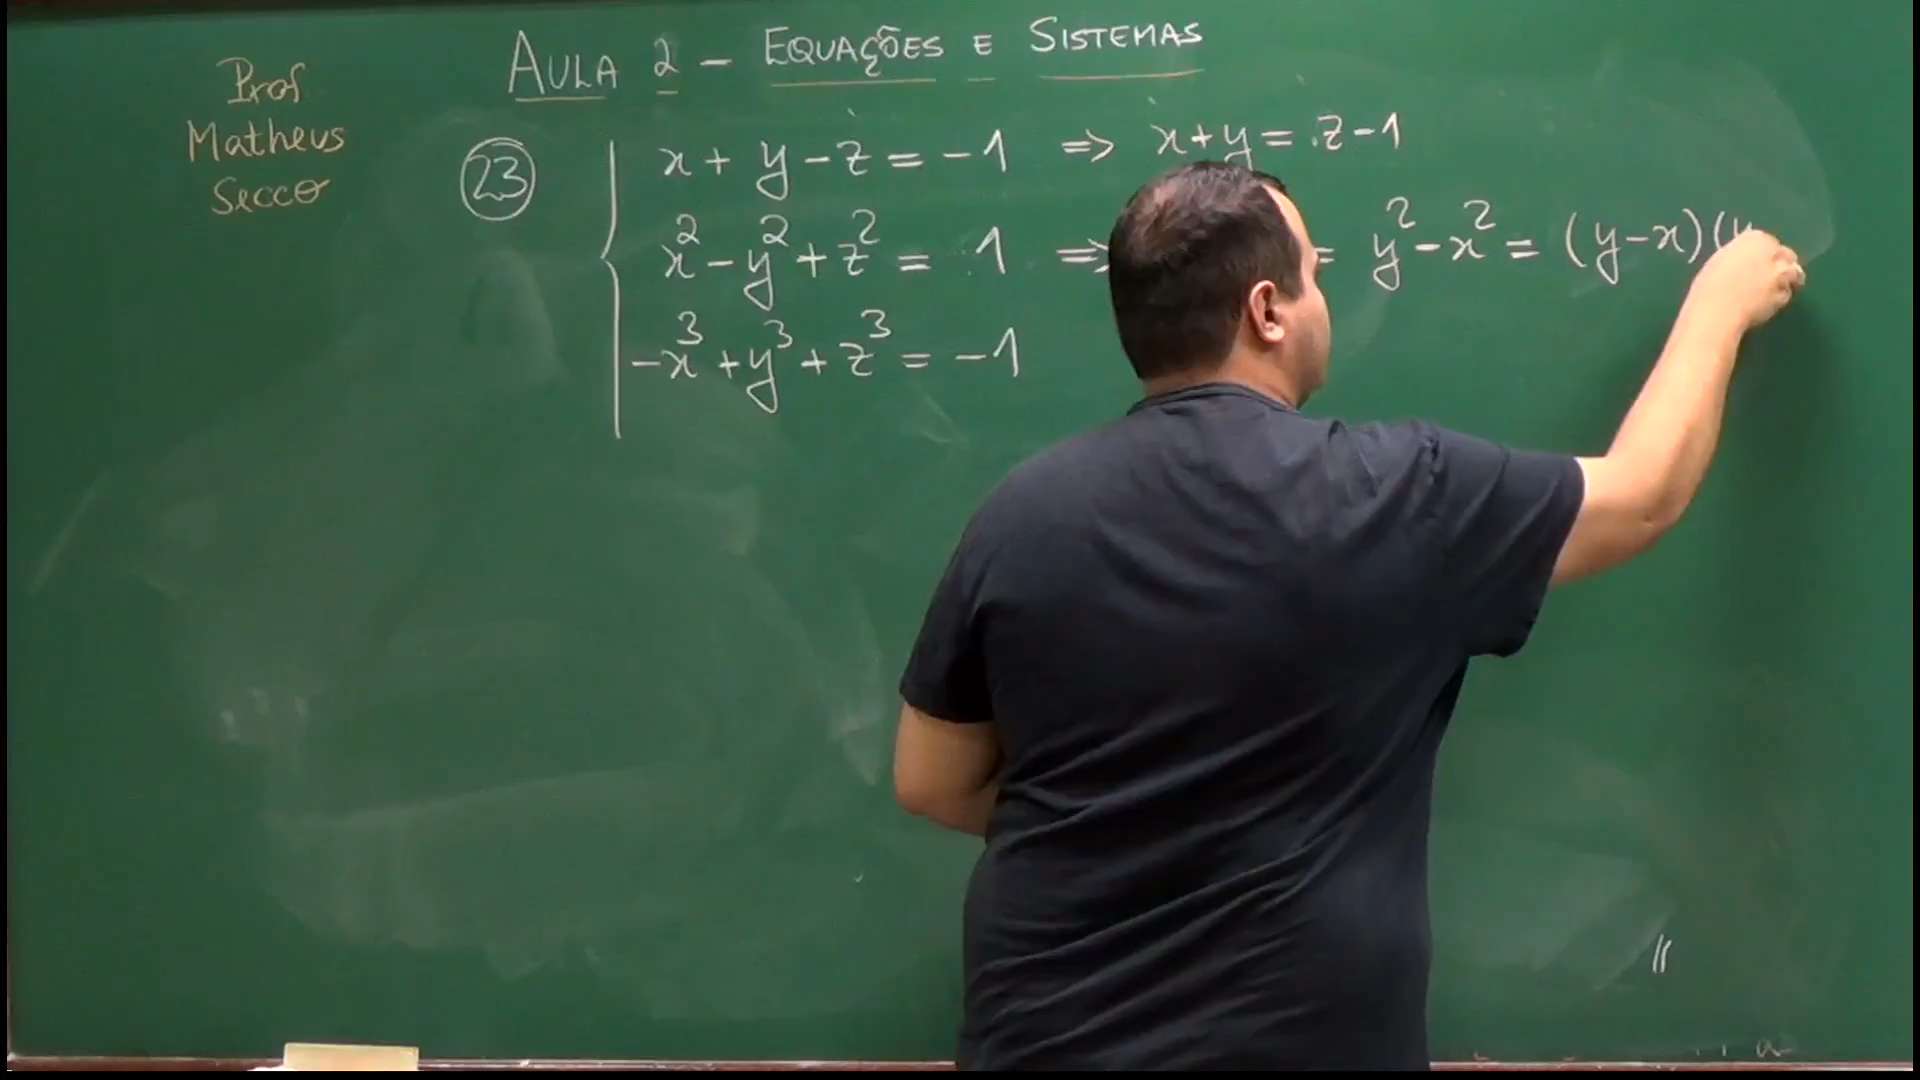 AULA 2 - EQUAÇÕES E SISTEMAS
Prof
Matheus
Secco
23
x + y - z = -1 => x + y = z - 1
x² - y² + z² = 1 => = y² - x² = (y - x)(y
-x³ + y³ + z³ = -1